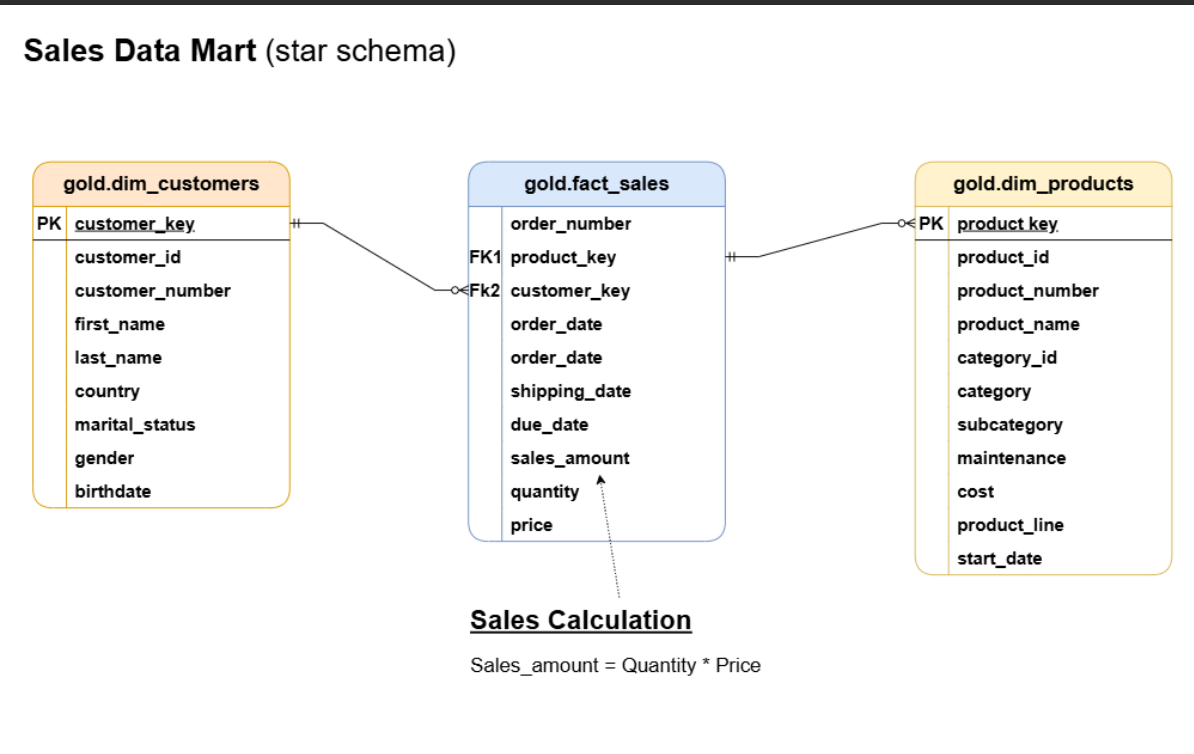 Sales Data Mart (star schema)
gold.dim_customers
PK customer_key
customer_id
customer_number
first_name
last_name
country
marital_status
gender
birthdate
gold.fact_sales
order_number
FK1 product_key
Fk2 customer_key
order_date
order_date
shipping_date
due_date
sales_amount
quantity
price
gold.dim_products
PK product key
product_id
product_number
product_name
category_id
category
subcategory
maintenance
cost
product_line
start_date
Sales Calculation
Sales_amount = Quantity * Price